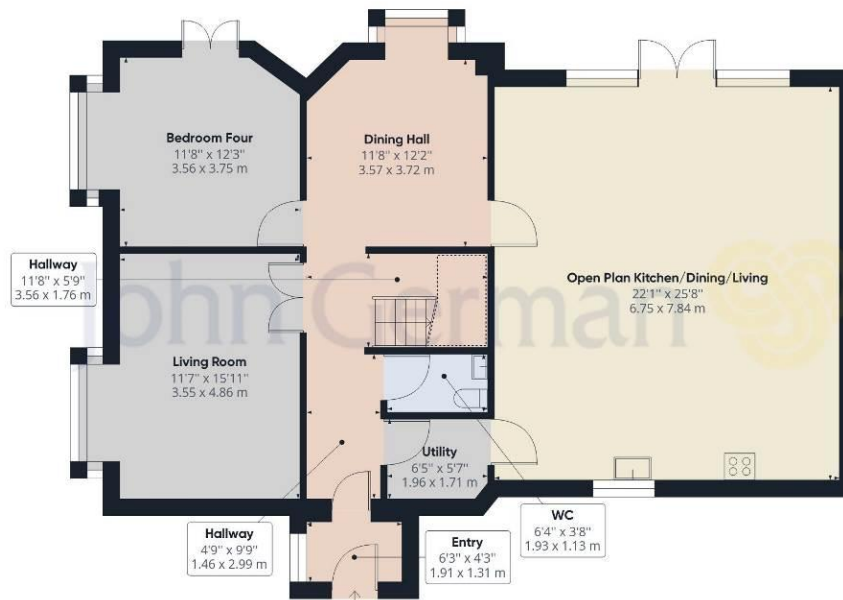 Bedroom Four
11'8" x 12'3"
3.56 x 3.75 m
Dining Hall
11'8" x 12'2"
3.57 x 3.72 m
Hallway
11'8" x 5'9"
3.56 x 1.76 m
Open Plan Kitchen/Dining/Living
22'1" x 25'8"
6.75 x 7.84 m
John German
Living Room
11'7" x 15'11"
3.55 x 4.86 m
Utility
6'5" x 5'7"
1.96 x 1.71 m
Hallway
4'9" x 9'9"
1.46 x 2.99 m
Entry
6'3" x 4'3"
1.91 x 1.31 m
WC
6'4" x 3'8"
1.93 x 1.13 m